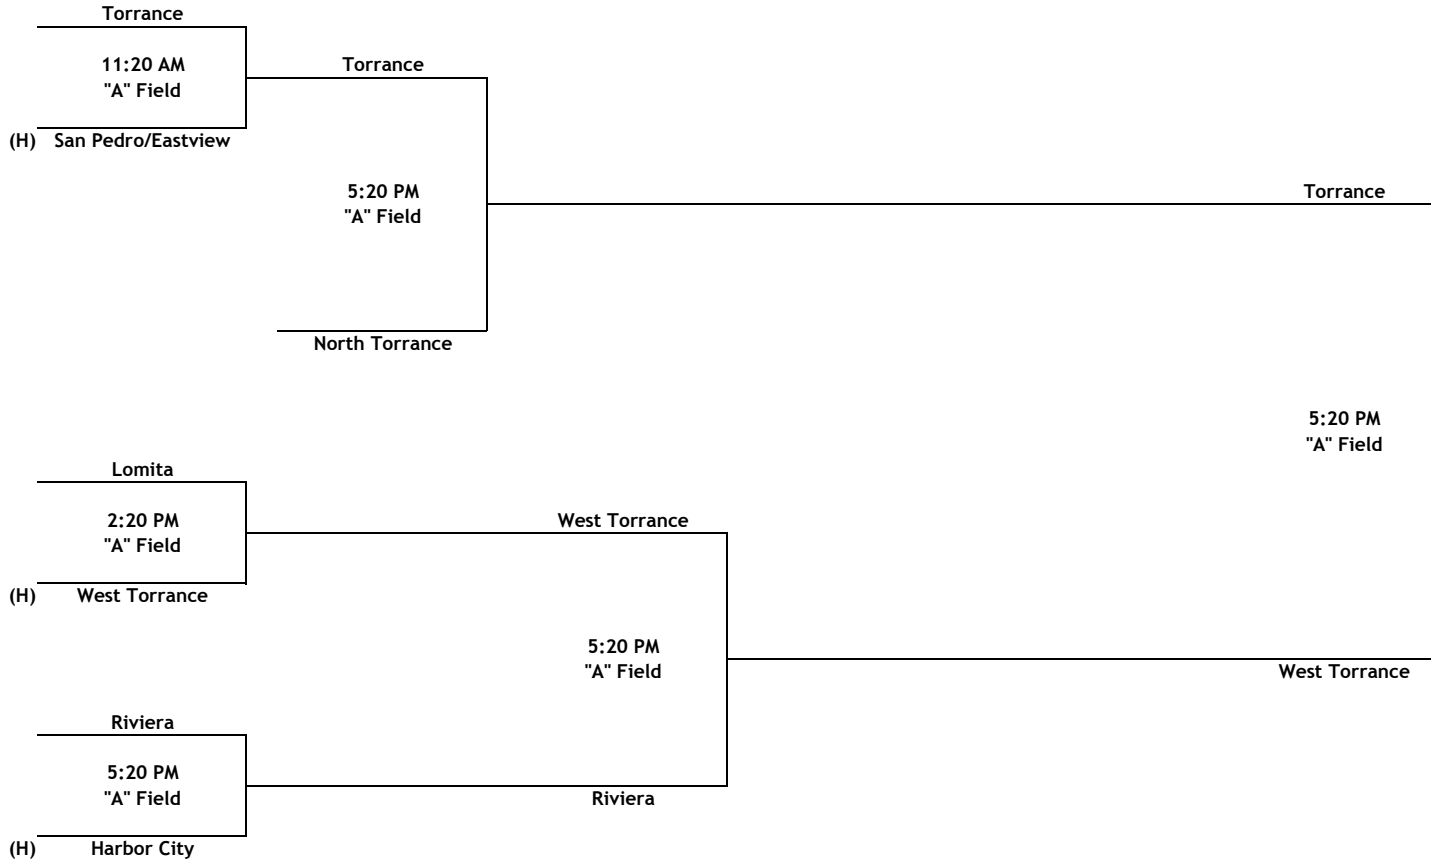 Torrance
11:20 AM
"A" Field
(H) San Pedro/Eastview
Torrance
5:20 PM
"A" Field
North Torrance
Torrance
5:20 PM
"A" Field
Lomita
2:20 PM
"A" Field
(H) West Torrance
West Torrance
5:20 PM
"A" Field
West Torrance
Riviera
5:20 PM
"A" Field
(H) Harbor City
Riviera